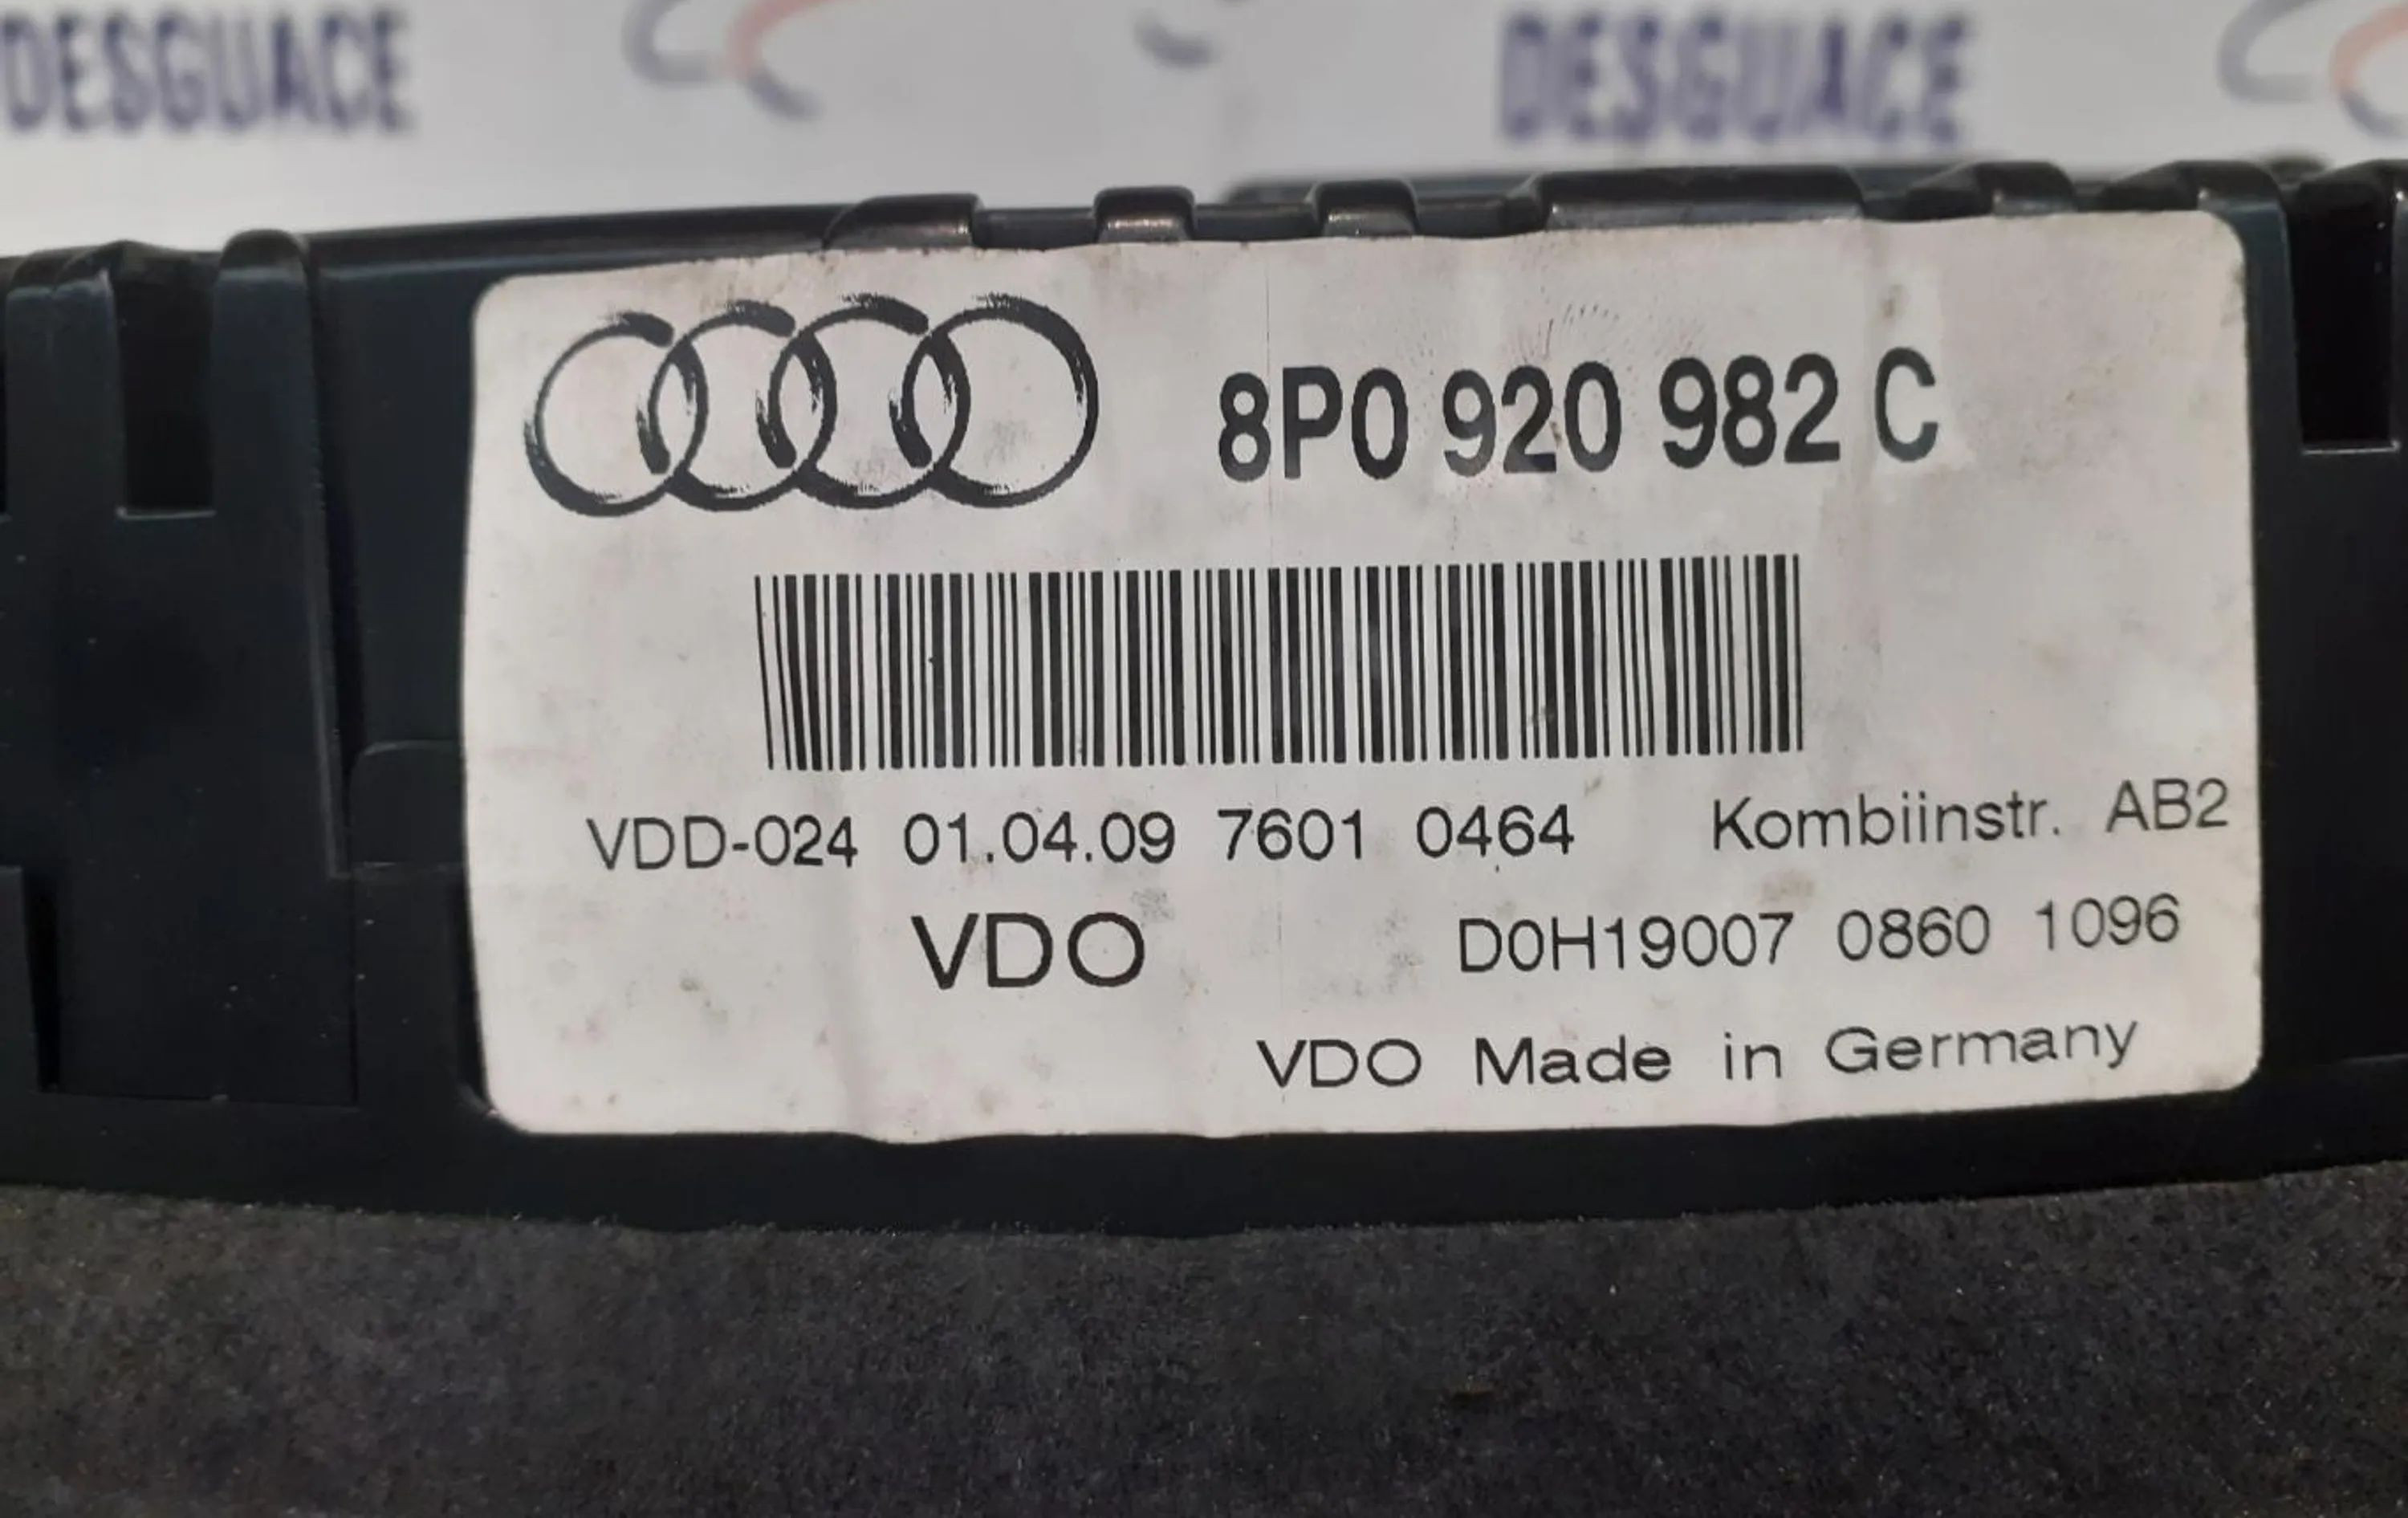 DESGUACE DESGUACE
8P0 920 982 C
VDD-024 01.04.09 7601 0464 Kombiinstr. AB2
VDO D0H19007 0860 1096
VDO Made in Germany